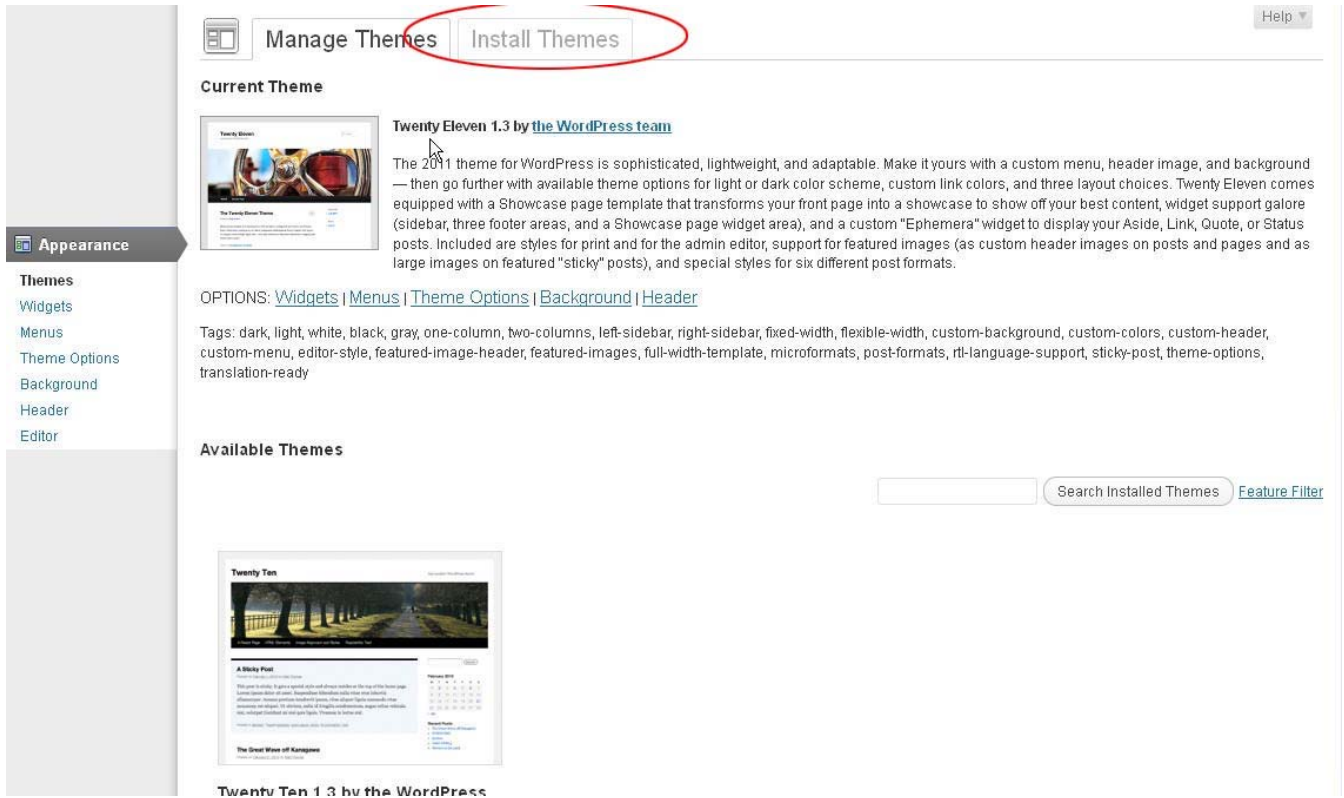 Help
Manage Themes
Install Themes
Current Theme
Twenty Eleven
Twenty Eleven 1.3 by the WordPress team
The 2011 theme for WordPress is sophisticated, lightweight, and adaptable. Make it yours with a custom menu, header image, and background
— then go further with available theme options for light or dark color scheme, custom link colors, and three layout choices. Twenty Eleven comes
equipped with a Showcase page template that transforms your front page into a showcase to show off your best content, widget support galore
(sidebar, three footer areas, and a Showcase page widget area), and a custom "Ephemera" widget to display your Aside, Link, Quote, or Status
posts. Included are styles for print and for the admin editor, support for featured images (as custom header images on posts and pages and as
large images on featured "sticky" posts), and special styles for six different post formats.
The Twenty Eleven Theme
Appearance
Themes
Widgets
Menus
Theme Options
Background
Header
Editor
OPTIONS: Widgets | Menus | Theme Options | Background | Header
Tags: dark, light, white, black, gray, one-column, two-columns, left-sidebar, right-sidebar, fixed-width, flexible-width, custom-background, custom-colors, custom-header,
custom-menu, editor-style, featured-image-header, featured-images, full-width-template, microformats, post-formats, rtl-language-support, sticky-post, theme-options,
translation-ready
Available Themes
Search Installed Themes
Feature Filter
Twenty Ten
A Sticky Post
February 2010
Recent Posts
The Great Wave off Kanagawa
Twenty Ten 1.3 by the WordPress